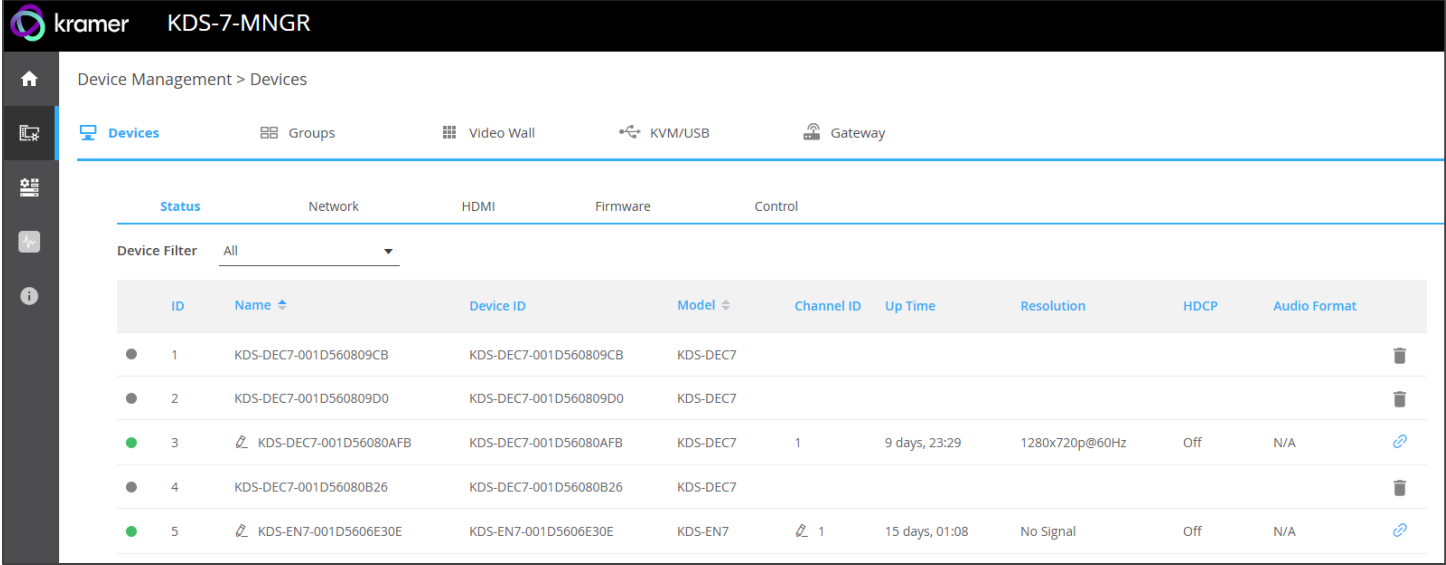 kramer KDS-7-MNGR
Device Management > Devices
Devices Groups Video Wall KVM/USB Gateway
Status Network HDMI Firmware Control
Device Filter All
ID Name Device ID Model Channel ID Up Time Resolution HDCP Audio Format
1 KDS-DEC7-001D560809CB KDS-DEC7-001D560809CB KDS-DEC7
2 KDS-DEC7-001D560809D0 KDS-DEC7-001D560809D0 KDS-DEC7
3 KDS-DEC7-001D56080AFB KDS-DEC7-001D56080AFB KDS-DEC7 1 9 days, 23:29 1280x720p@60Hz Off N/A
4 KDS-DEC7-001D56080B26 KDS-DEC7-001D56080B26 KDS-DEC7
5 KDS-EN7-001D5606E30E KDS-EN7-001D5606E30E KDS-EN7 1 15 days, 01:08 No Signal Off N/A